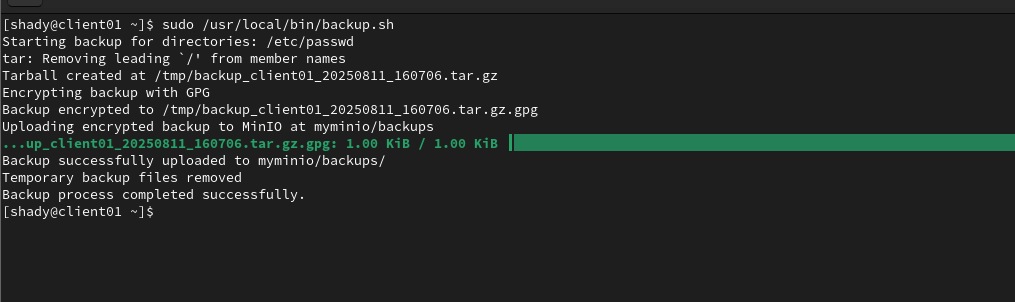 [shady@client01 ~]$ sudo /usr/local/bin/backup.sh
Starting backup for directories: /etc/passwd
tar: Removing leading `/' from member names
Tarball created at /tmp/backup_client01_20250811_160706.tar.gz
Encrypting backup with GPG
Backup encrypted to /tmp/backup_client01_20250811_160706.tar.gz.gpg
Uploading encrypted backup to MinIO at myminio/backups
...up_client01_20250811_160706.tar.gz.gpg: 1.00 KiB / 1.00 KiB
Backup successfully uploaded to myminio/backups/
Temporary backup files removed
Backup process completed successfully.
[shady@client01 ~]$